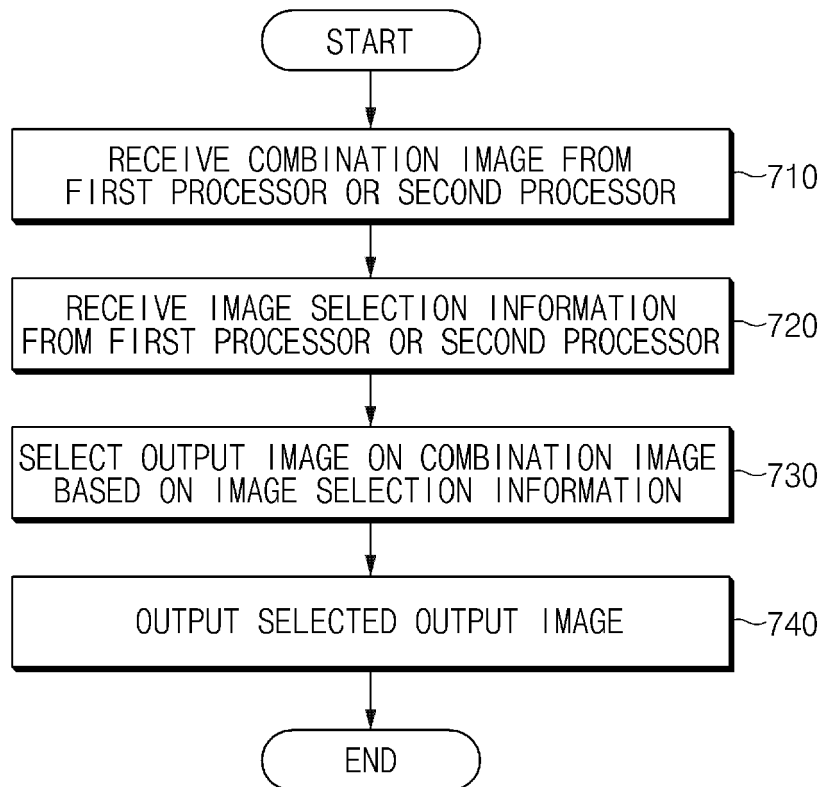 START
RECEIVE COMBINATION IMAGE FROM
FIRST PROCESSOR OR SECOND PROCESSOR
710
RECEIVE IMAGE SELECTION INFORMATION
FROM FIRST PROCESSOR OR SECOND PROCESSOR
720
SELECT OUTPUT IMAGE ON COMBINATION IMAGE
BASED ON IMAGE SELECTION INFORMATION
730
OUTPUT SELECTED OUTPUT IMAGE
740
END